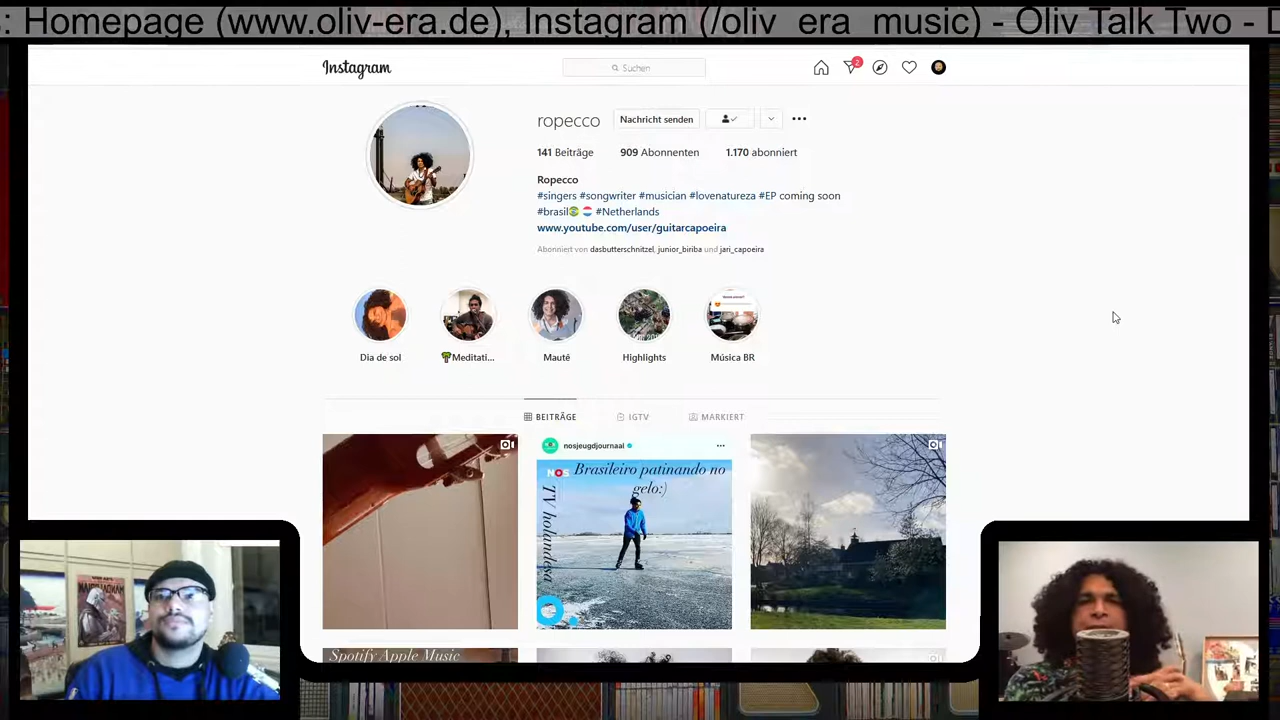 : Homepage (www.oliv-era.de), Instagram (/oliv_era_music) - Oliv Talk Two - D
Instagram
Suchen
2
ropecco
Nachricht senden
141 Beiträge 909 Abonnenten 1.170 abonniert
Ropecco
#singers #songwriter #musician #lovenatureza #EP coming soon
#brasil #Netherlands
www.youtube.com/user/guitarcapoeira
Abonniert von dasbutterschnitzel, junior_biriba und jari_capoeira
Dia de sol
Meditati...
Mauté
Highlights
Música BR
BEITRÄGE
IGTV
MARKIERT
nosjeugdjournaal
NOS
Brasileiro patinando no
gelo:)
TV holandesa
Spotify Apple Music